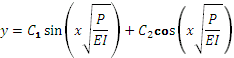 y = C₁ sin(x√(P/EI)) + C₂cos(x√(P/EI))